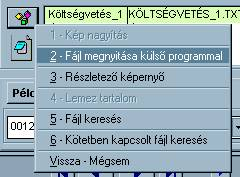 Költségvetés_1 KÖLTSÉGVETÉS_1.TX
1 - Kép nagyítás
2 - Fájl megnyitása külső programmal
3 - Részletező képernyő
4 - Lemez tartalom
5 - Fájl keresés
6 - Kötetben kapcsolt fájl keresés
Vissza - Mégsem
Péld
0012